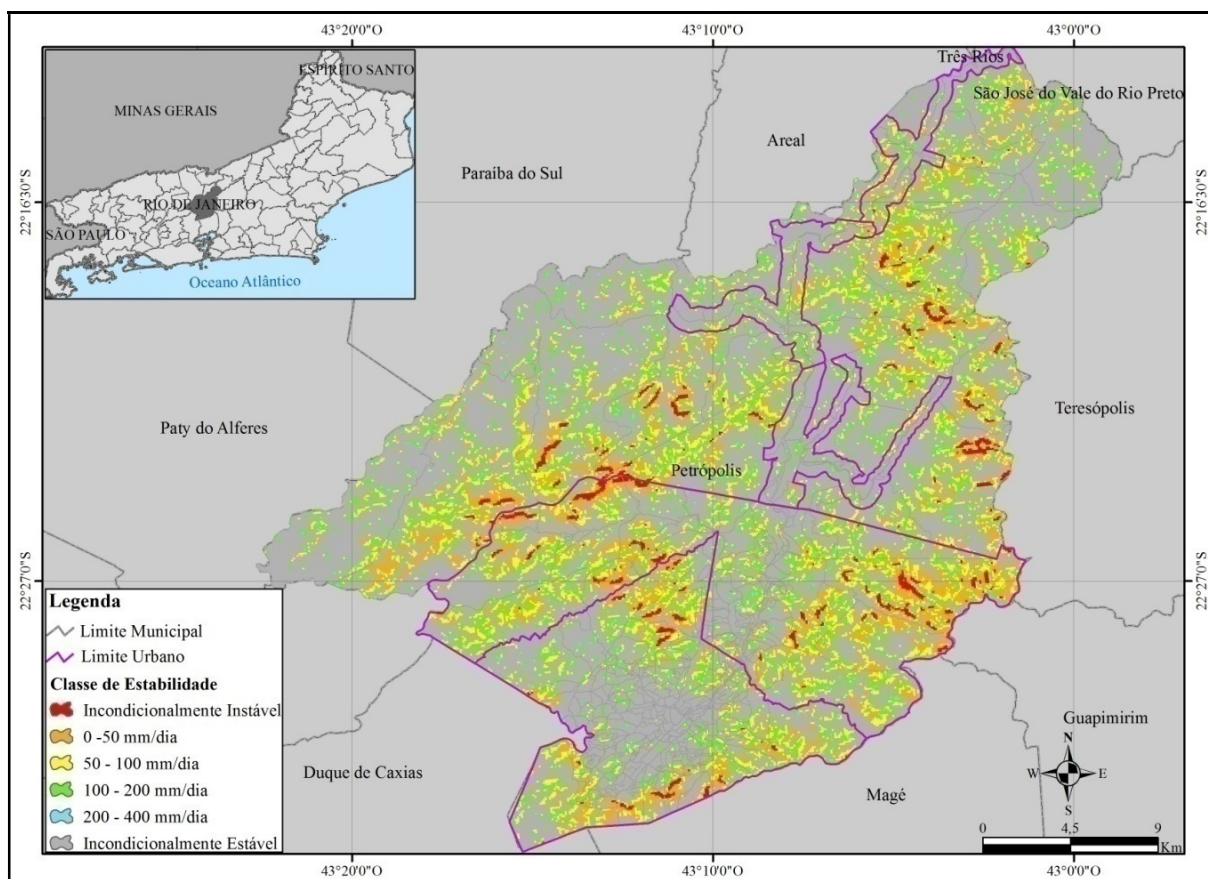 43°20'0"O
43°10'0"O
43°0'0"O
ESPÍRITO SANTO
MINAS GERAIS
RIO DE JANEIRO
SÃO PAULO
Oceano Atlântico
Três Rios
São José do Vale do Rio Preto
Areal
Paraíba do Sul
22°16'30"S
22°16'30"S
Teresópolis
Paty do Alferes
Petrópolis
22°27'0"S
22°27'0"S
Legenda
Limite Municipal
Limite Urbano
Classe de Estabilidade
Incondicionalmente Instável
0 -50 mm/dia
50 - 100 mm/dia
100 - 200 mm/dia
200 - 400 mm/dia
Incondicionalmente Estável
Duque de Caxias
Magé
Guapimirim
N
W
E
S
0
4,5
9
Km
43°20'0"O
43°10'0"O
43°0'0"O